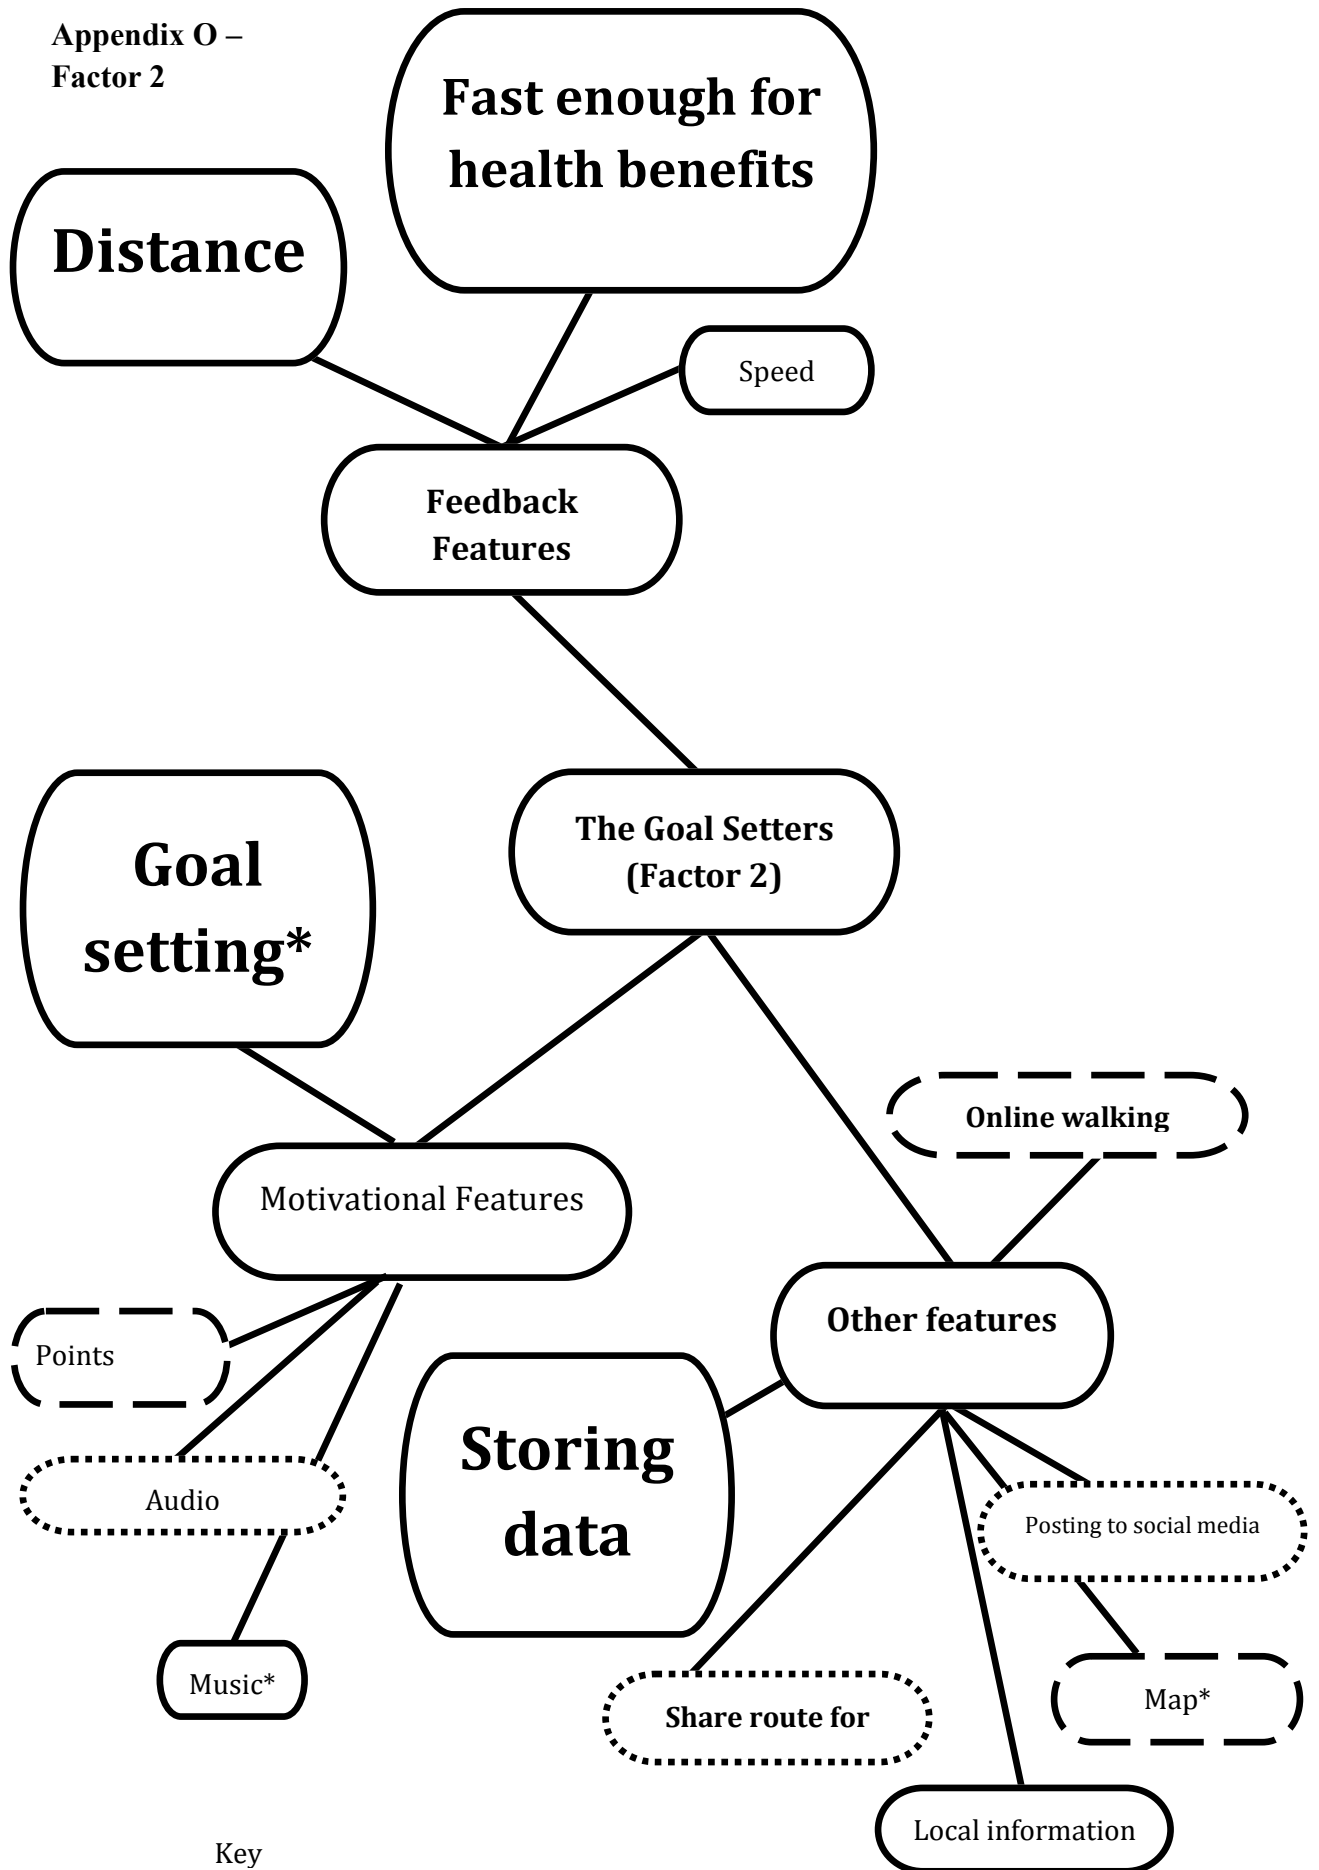 Appendix O –
Factor 2
Fast enough for
health benefits
Distance
Speed
Feedback
Features
The Goal Setters
(Factor 2)
Goal
setting*
Online walking
Motivational Features
Other features
Points
Storing
data
Audio
Posting to social media
Music*
Share route for
Map*
Local information
Key